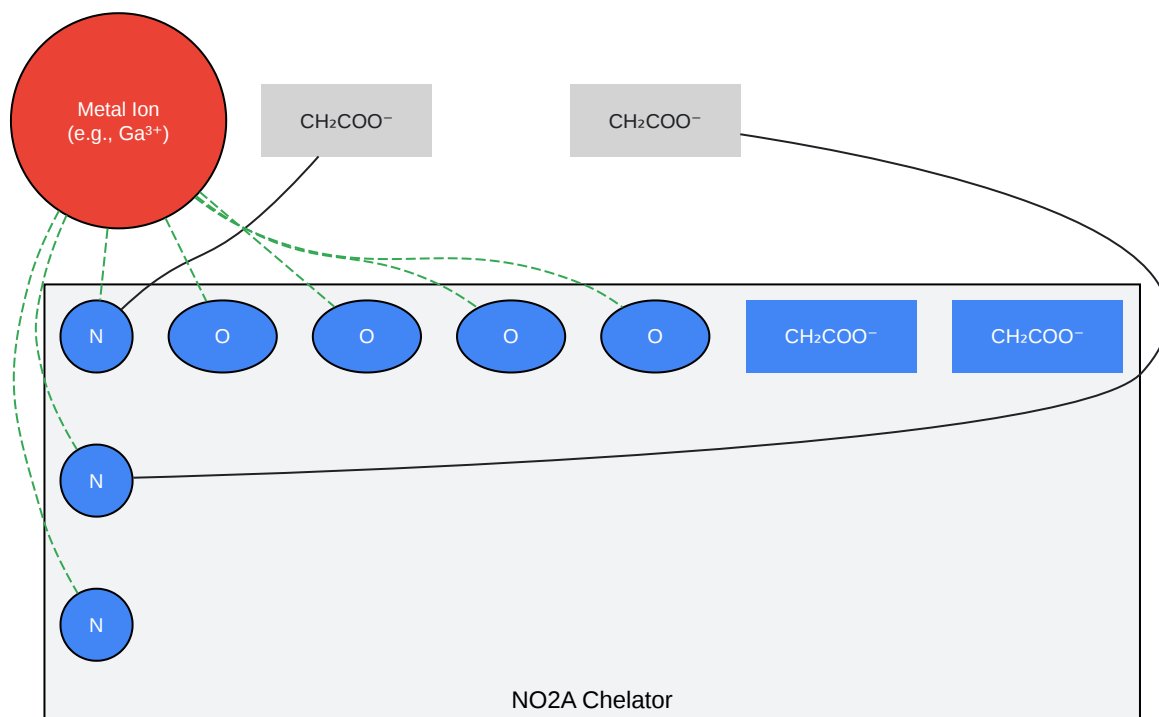 Metal Ion
(e.g., Ga³⁺)
CH₂COO⁻
CH₂COO⁻
N
O
O
O
O
CH₂COO⁻
CH₂COO⁻
N
N
NO2A Chelator